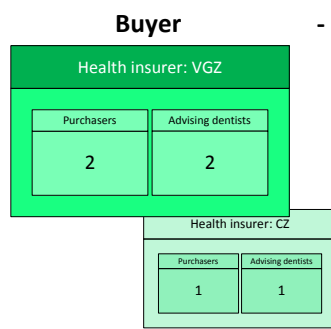 Buyer -
Health insurer: VGZ
Purchasers Advising dentists
2 2
Health insurer: CZ
Purchasers Advising dentists
1 1